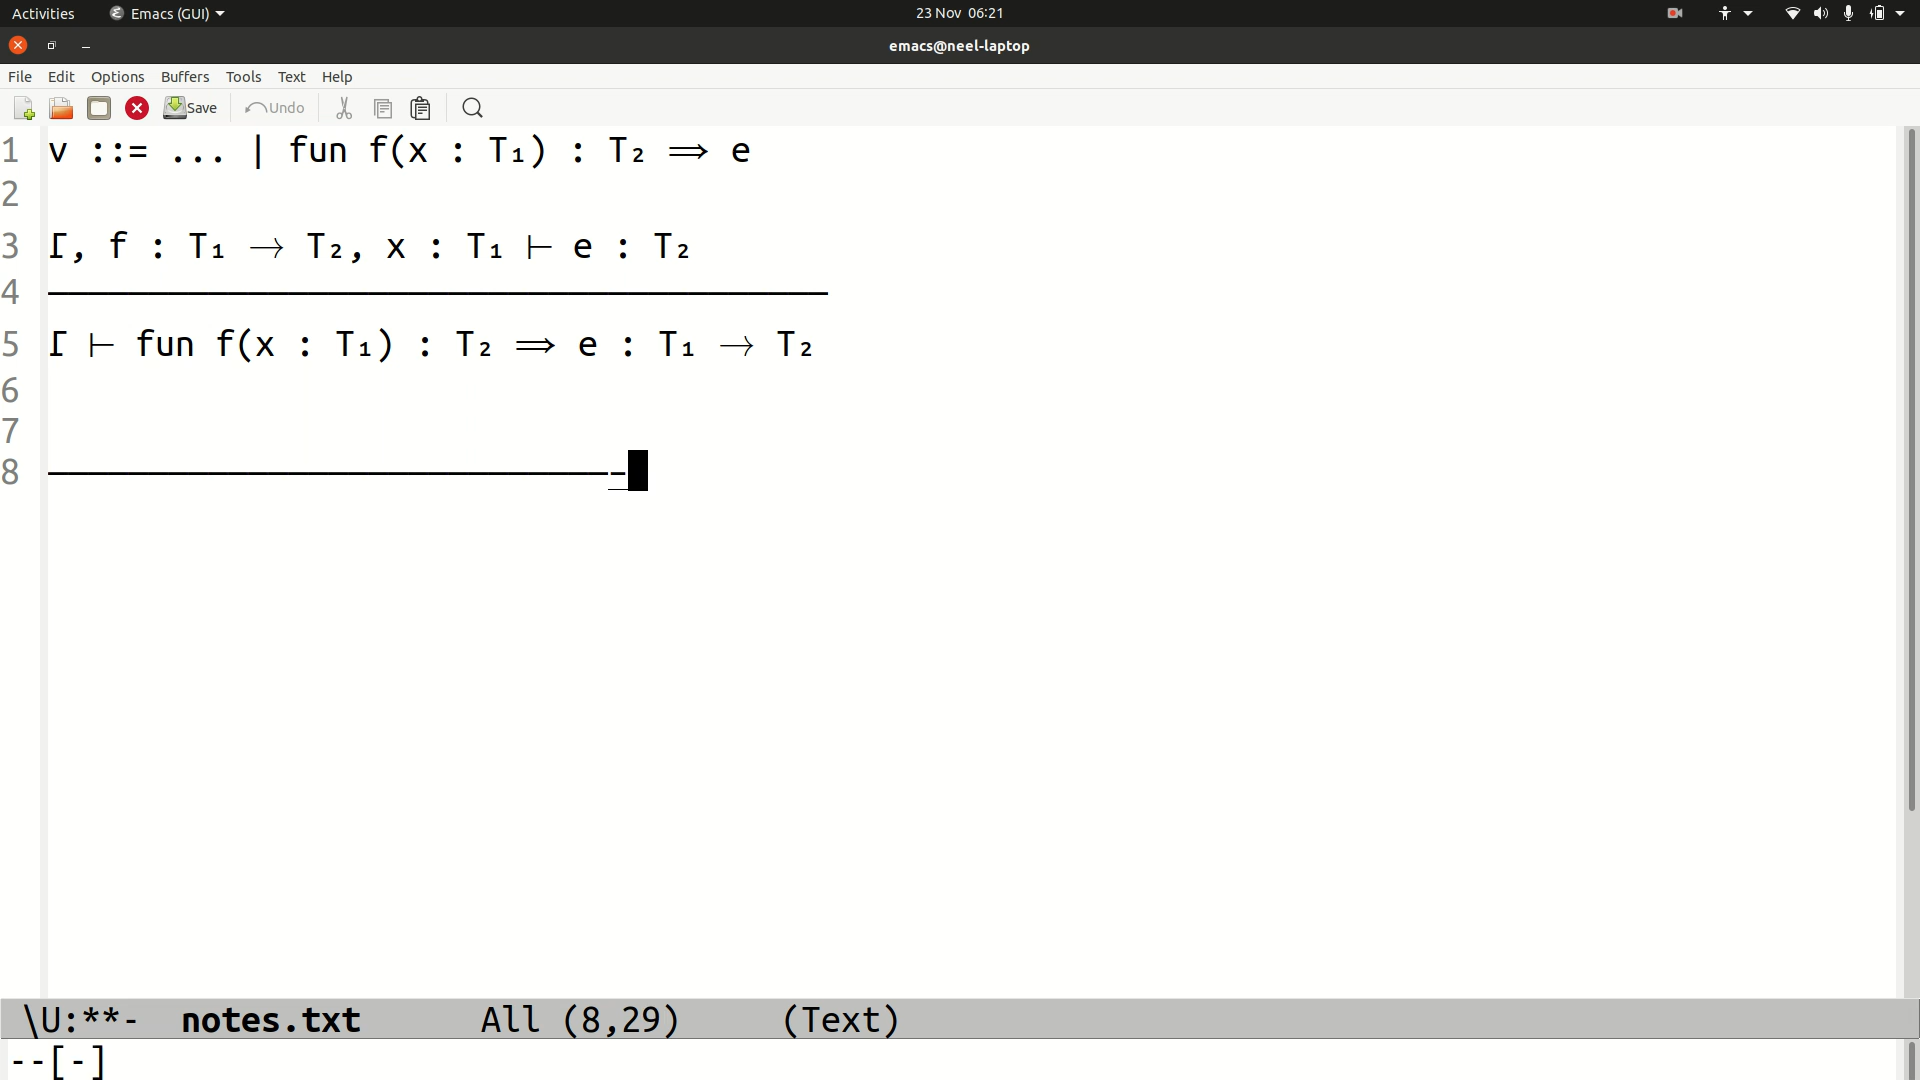 Activities Emacs (GUI) 23 Nov 06:21
emacs@neel-laptop
File Edit Options Buffers Tools Text Help
Save Undo
1 v ::= ... | fun f(x : T₁) : T₂ ⟹ e
2
3 Γ, f : T₁ → T₂, x : T₁ ⊢ e : T₂
4 ———————————————————————————————————————
5 Γ ⊢ fun f(x : T₁) : T₂ ⟹ e : T₁ → T₂
6
7
8 ————————————————————————————-
\U:**- notes.txt All (8,29) (Text)
--[-]